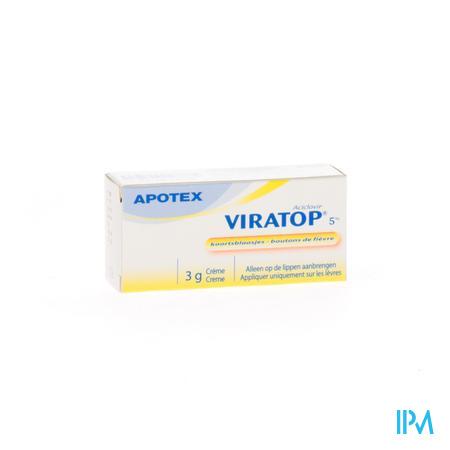 APOTEX
Aciclovir
VIRATOP® 5%
koortsblaasjes - boutons de fièvre
3 g Crème
Creme
Alleen op de lippen aanbrengen
Appliquer uniquement sur les lèvres
IPM